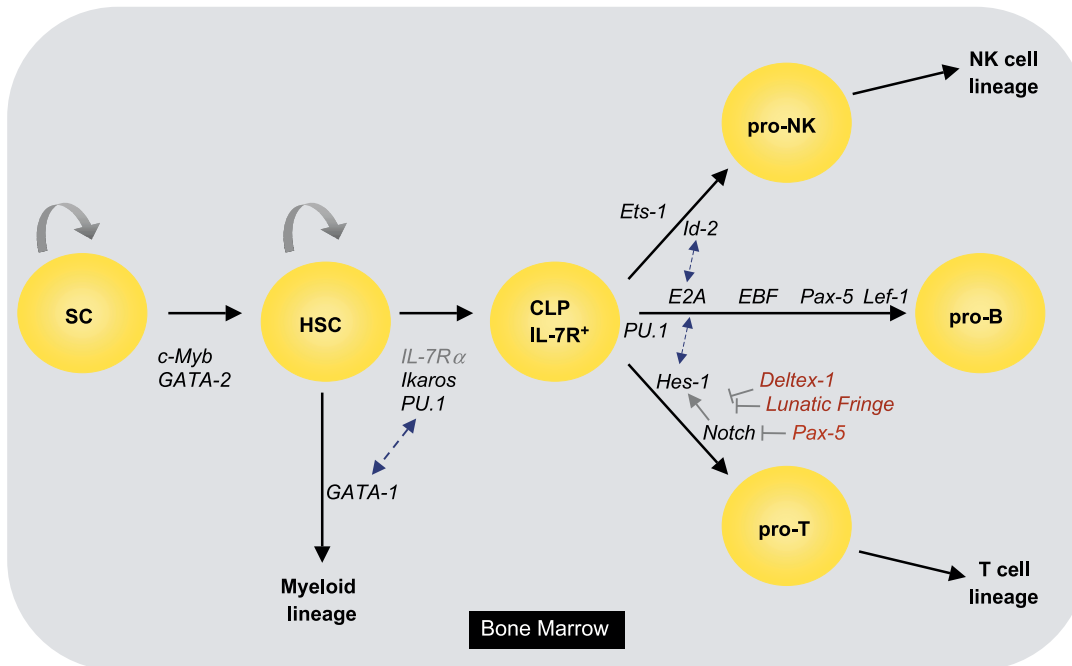 NK cell
lineage
pro-NK
Ets-1
Id-2
SC
c-Myb
GATA-2
HSC
IL-7Rα
Ikaros
PU.1
GATA-1
Myeloid
lineage
CLP
IL-7R⁺
E2A EBF Pax-5 Lef-1
PU.1
pro-B
Hes-1
Deltex-1
Lunatic Fringe
Notch
Pax-5
pro-T
T cell
lineage
Bone Marrow